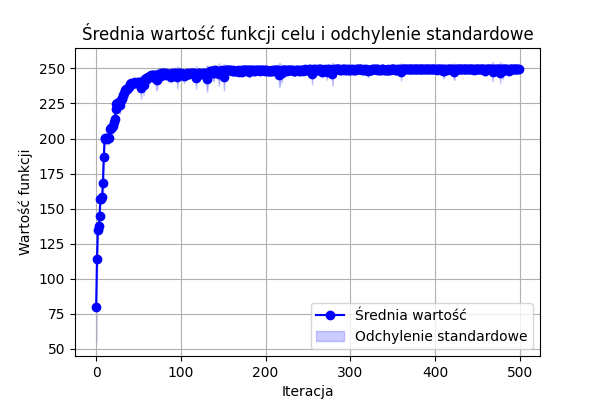 Średnia wartość funkcji celu i odchylenie standardowe
Wartość funkcji
250
225
200
175
150
125
100
75
50
0 100 200 300 400 500
Iteracja
Średnia wartość
Odchylenie standardowe